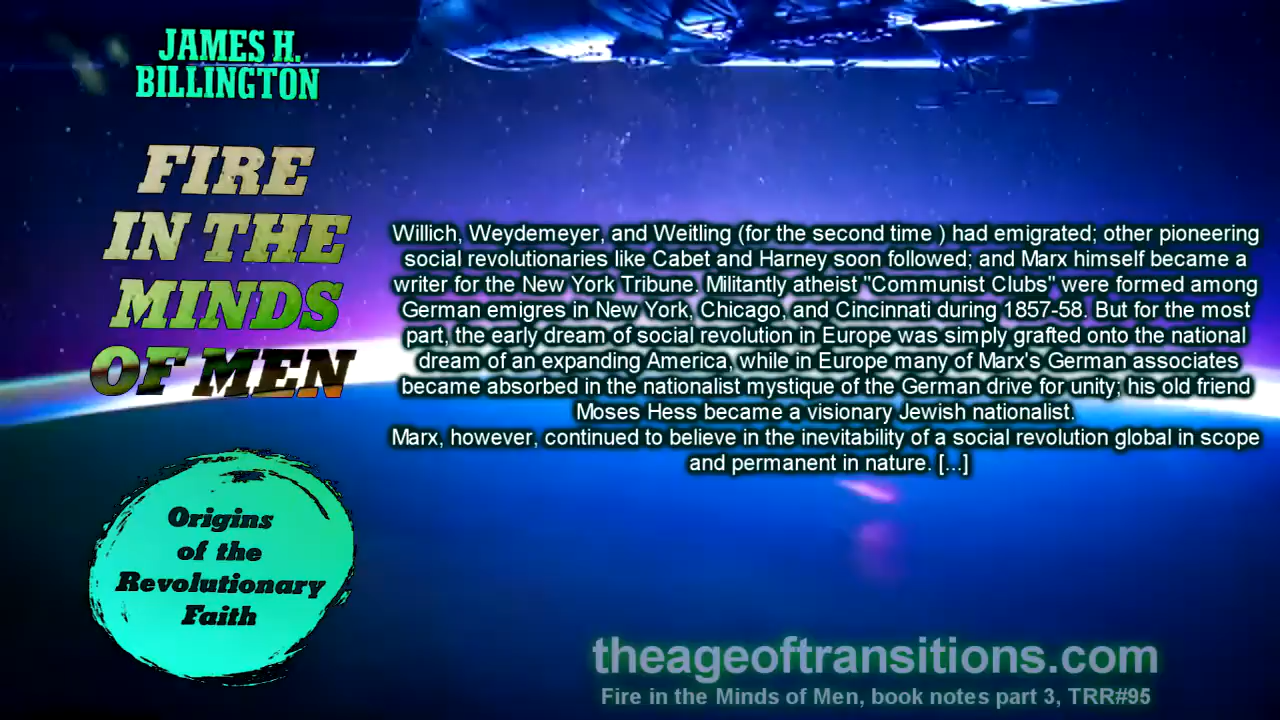 JAMES H.
BILLINGTON
FIRE
IN THE
MINDS
OF MEN
Origins
of the
Revolutionary
Faith
Willich, Weydemeyer, and Weitling (for the second time ) had emigrated; other pioneering
social revolutionaries like Cabet and Harney soon followed; and Marx himself became a
writer for the New York Tribune. Militantly atheist "Communist Clubs" were formed among
German emigres in New York, Chicago, and Cincinnati during 1857-58. But for the most
part, the early dream of social revolution in Europe was simply grafted onto the national
dream of an expanding America, while in Europe many of Marx's German associates
became absorbed in the nationalist mystique of the German drive for unity; his old friend
Moses Hess became a visionary Jewish nationalist.
Marx, however, continued to believe in the inevitability of a social revolution global in scope
and permanent in nature. [...]
theageoftransitions.com
Fire in the Minds of Men, book notes part 3, TRR#95